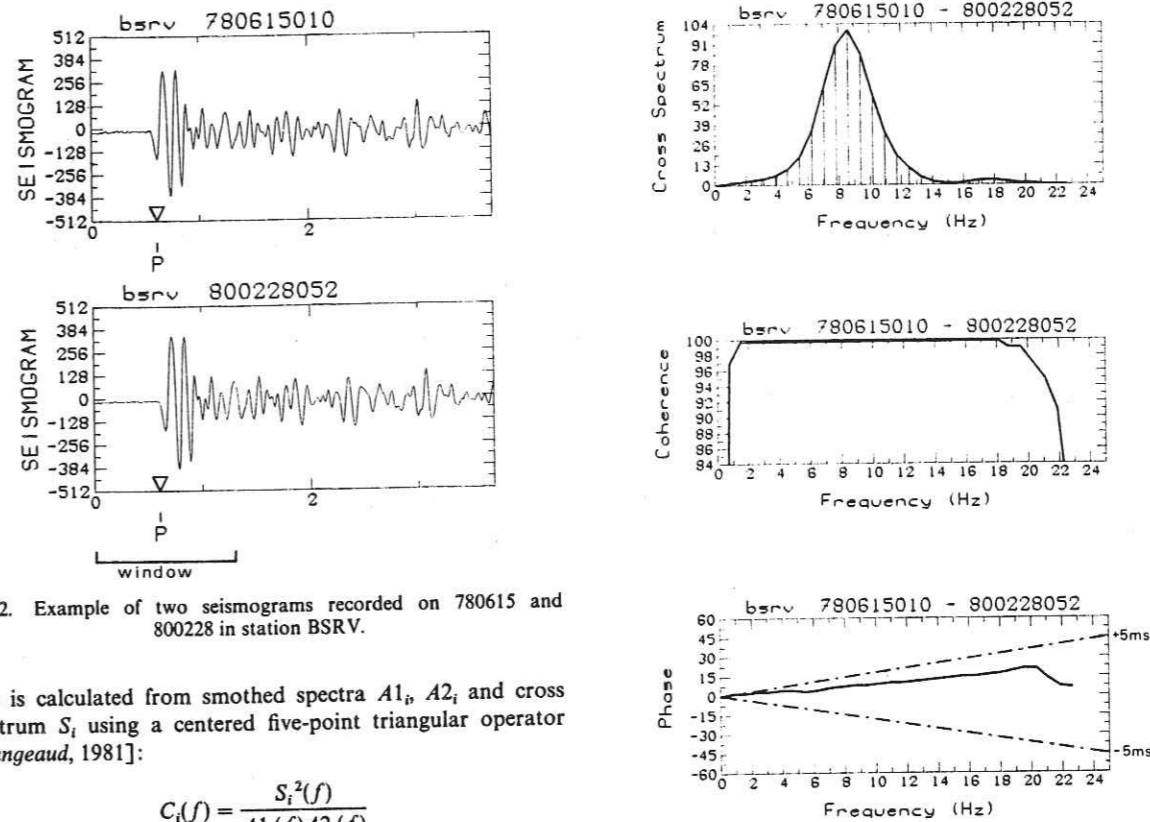 bsrv 780615010
512
384
256
128
0
-128
-256
-384
-512
SEISMOGRAM
0 2
P
bsrv 800228052
512
384
256
128
0
-128
-256
-384
-512
SEISMOGRAM
0 2
P
window
2. Example of two seismograms recorded on 780615 and
800228 in station BSRV.
is calculated from smothed spectra A1i, A2i and cross
trum Si using a centered five-point triangular operator
ngeaud, 1981]:
Ci(f) = Si²(f)
A1i(f)A2i(f)
bsrv 780615010 - 800228052
104
91
78
65
52
39
26
13
0
Cross Spectrum
0 2 4 6 8 10 12 14 16 18 20 22 24
Frequency (Hz)
bsrv 780615010 - 800228052
100
98
96
94
92
90
88
86
84
Coherence
0 2 4 6 8 10 12 14 16 18 20 22 24
Frequency (Hz)
bsrv 780615010 - 800228052
60
45
30
15
0
-15
-30
-45
-60
Phase
+5ms
-5ms
0 2 4 6 8 10 12 14 16 18 20 22 24
Frequency (Hz)